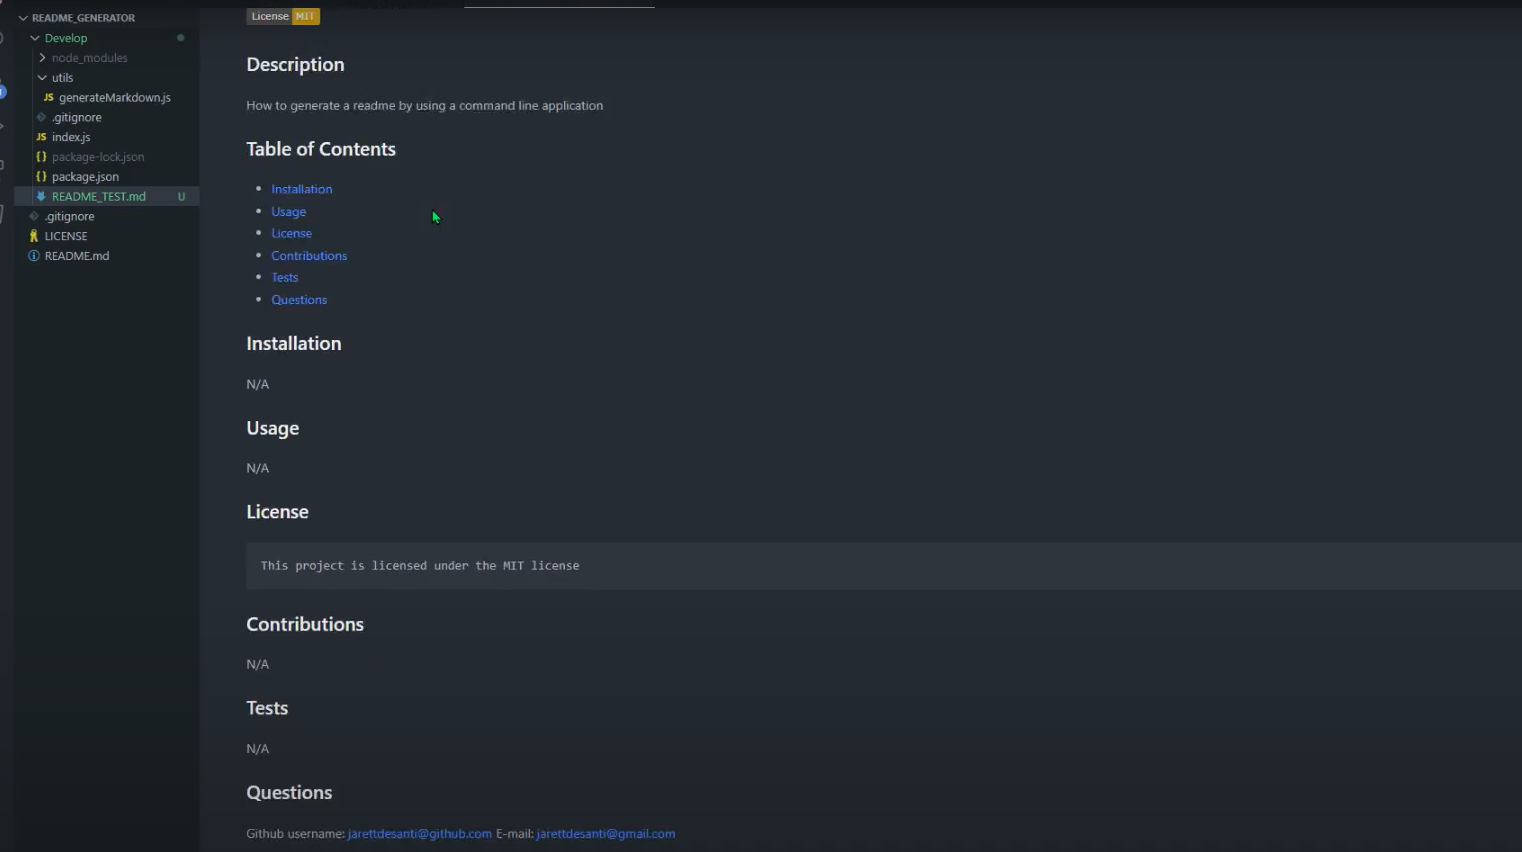 README_GENERATOR
Develop
node_modules
utils
JS generateMarkdown.js
.gitignore
JS index.js
{} package-lock.json
{} package.json
README_TEST.md U
.gitignore
LICENSE
README.md
License MIT
Description
How to generate a readme by using a command line application
Table of Contents
Installation
Usage
License
Contributions
Tests
Questions
Installation
N/A
Usage
N/A
License
This project is licensed under the MIT license
Contributions
N/A
Tests
N/A
Questions
Github username: jarettdesanti@github.com E-mail: jarettdesanti@gmail.com